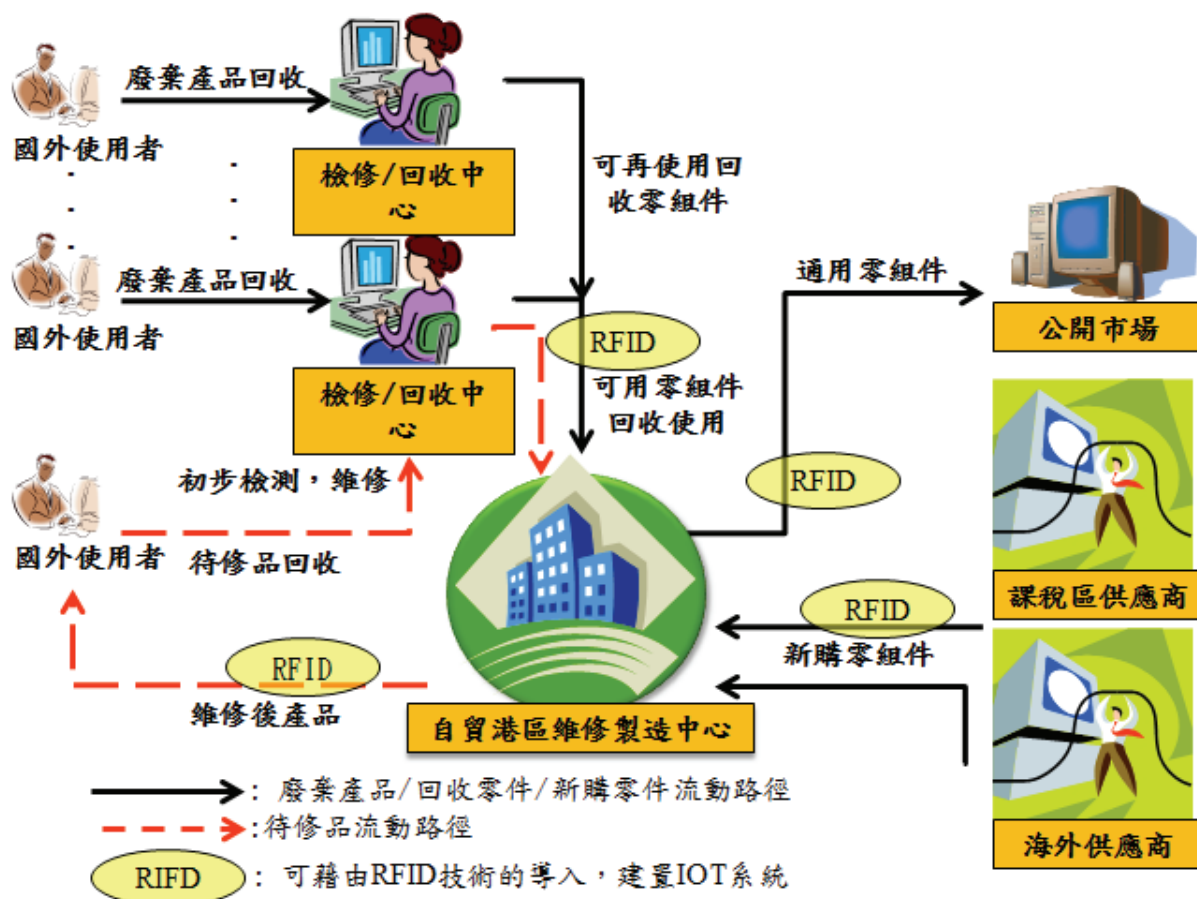 廢棄產品回收
國外使用者
檢修/回收中
心
可再使用回
收零組件
廢棄產品回收
國外使用者
檢修/回收中
心
RFID
可用零組件
回收使用
通用零組件
公開市場
RFID
初步檢測，維修
國外使用者
待修品回收
課稅區供應商
RFID
新購零組件
RFID
維修後產品
自貿港區維修製造中心
海外供應商
: 廢棄產品/回收零件/新購零件流動路徑
:待修品流動路徑
RIFD
: 可藉由RFID技術的導入，建置IOT系統